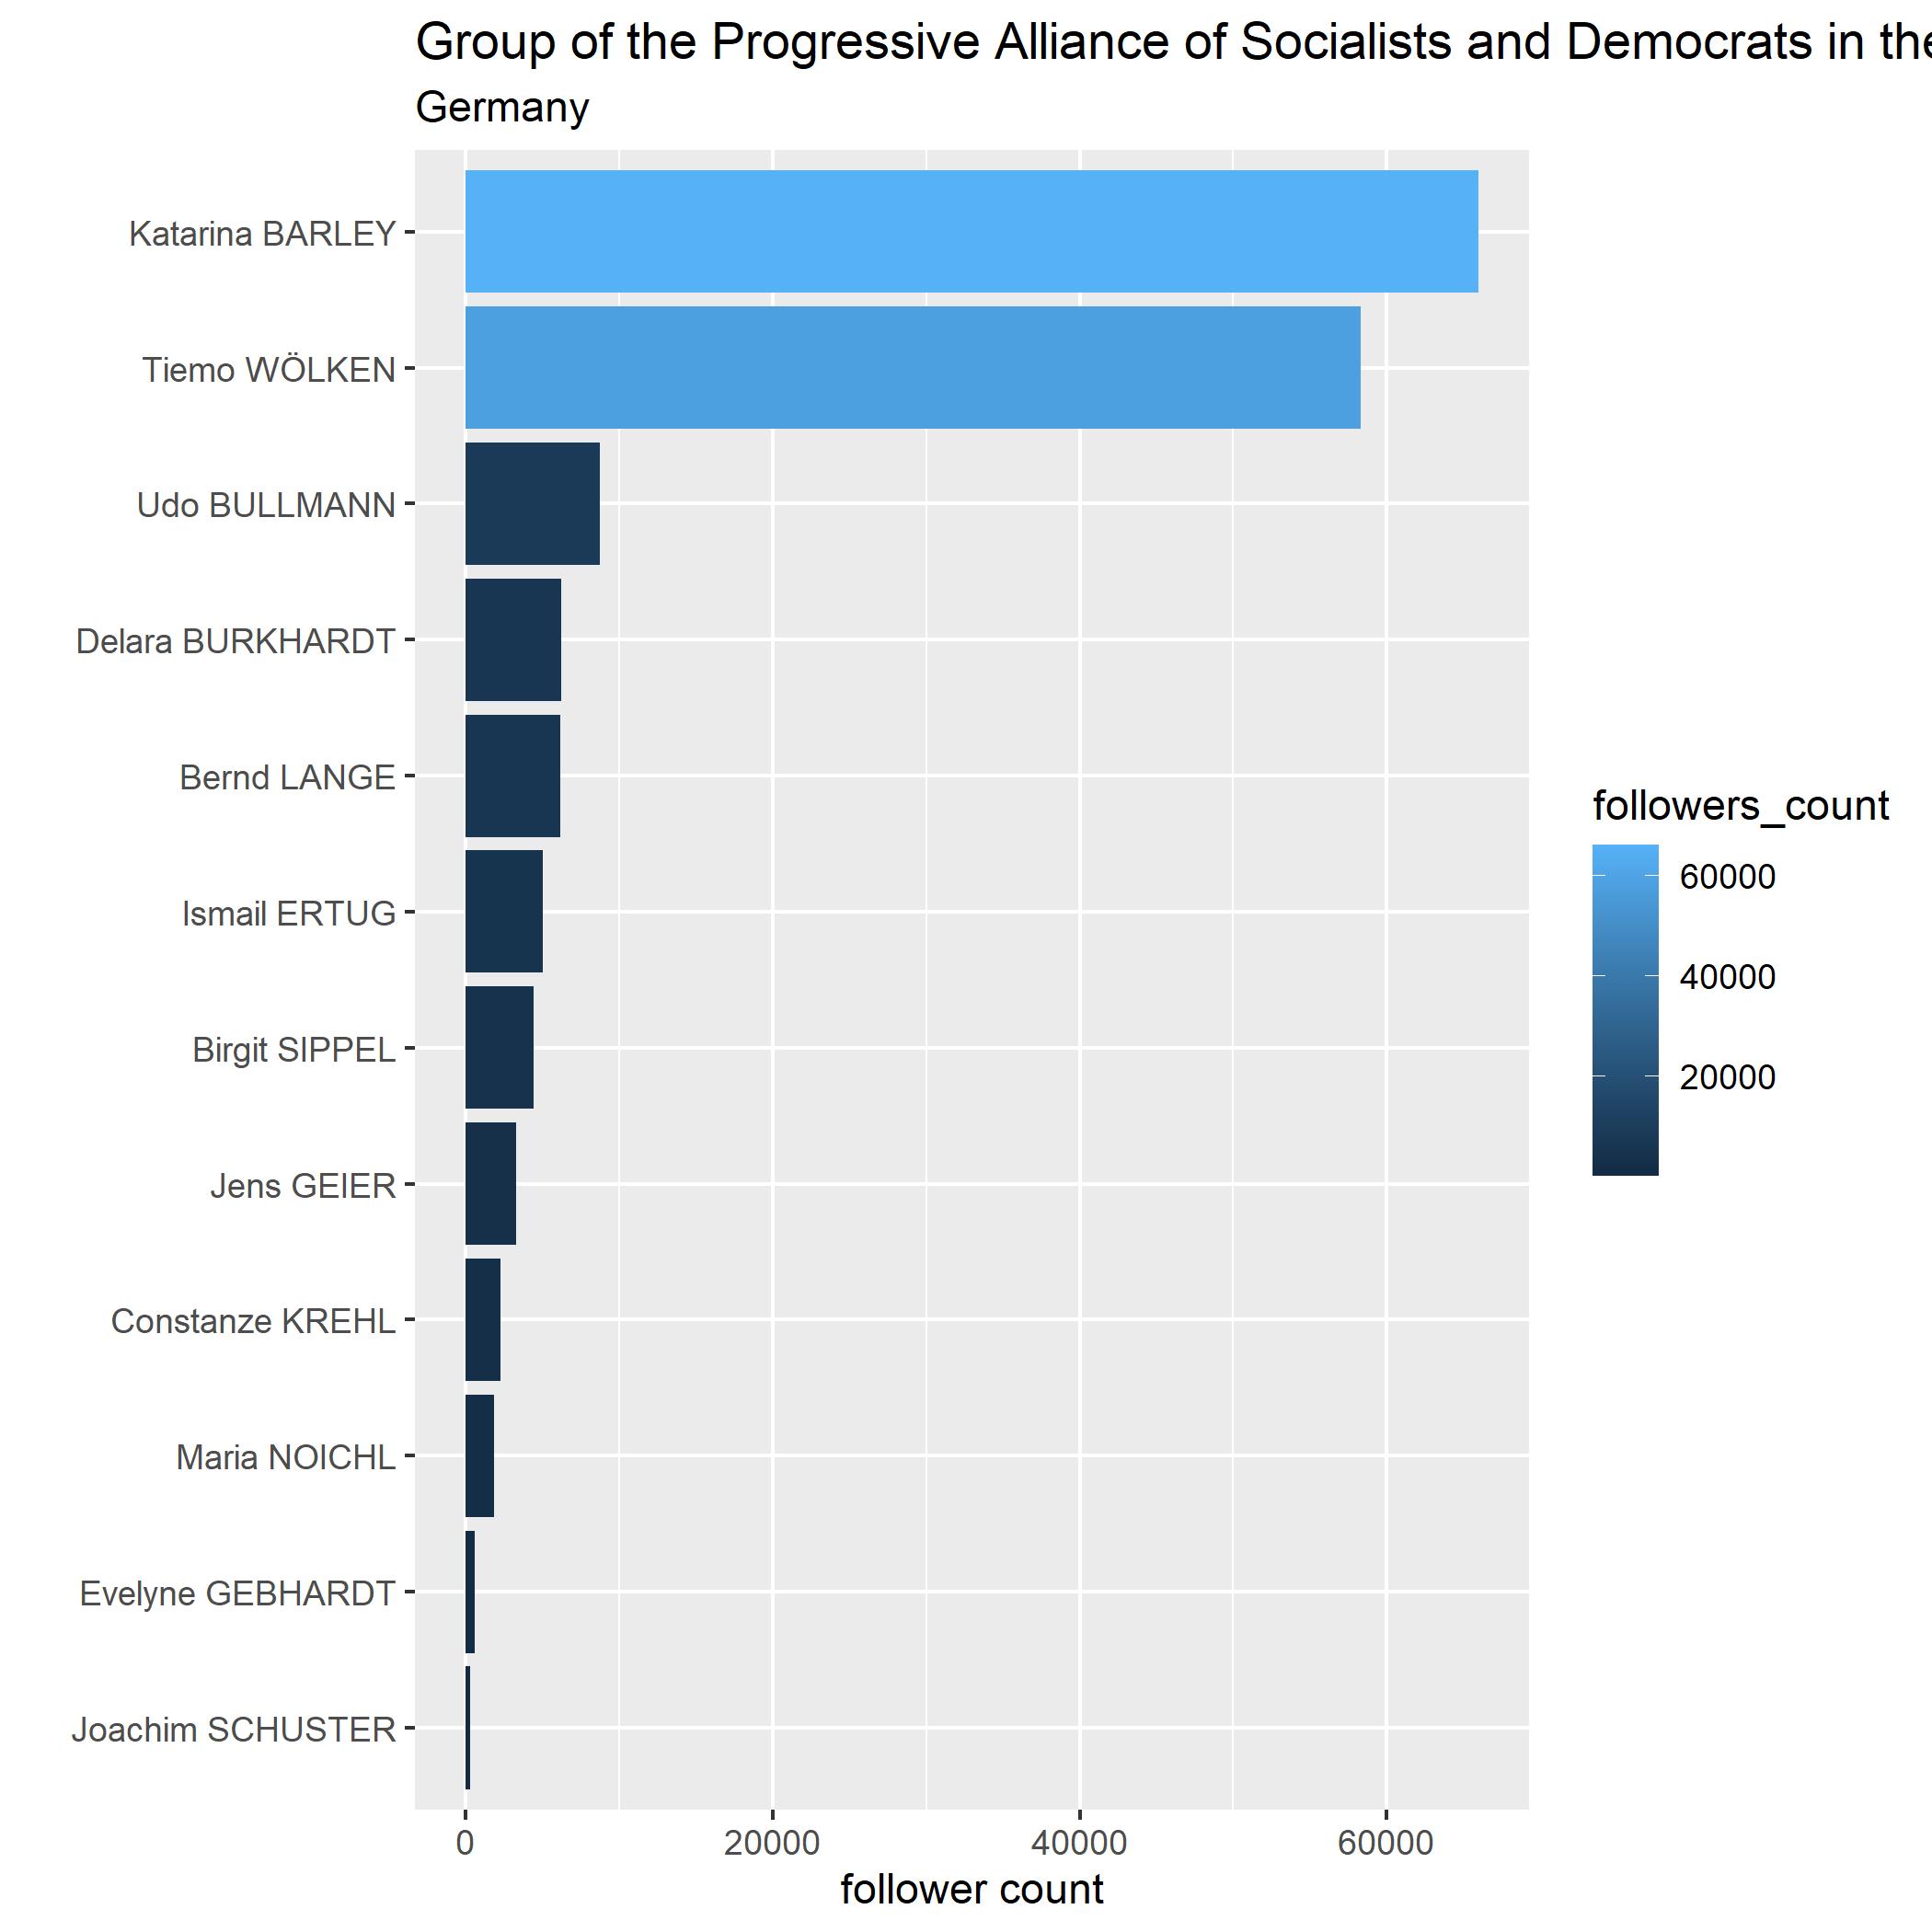 Group of the Progressive Alliance of Socialists and Democrats in the
Germany
Katarina BARLEY
Tiemo WÖLKEN
Udo BULLMANN
Delara BURKHARDT
Bernd LANGE
Ismail ERTUG
Birgit SIPPEL
Jens GEIER
Constanze KREHL
Maria NOICHL
Evelyne GEBHARDT
Joachim SCHUSTER
0 20000 40000 60000
follower count
followers_count
60000
40000
20000